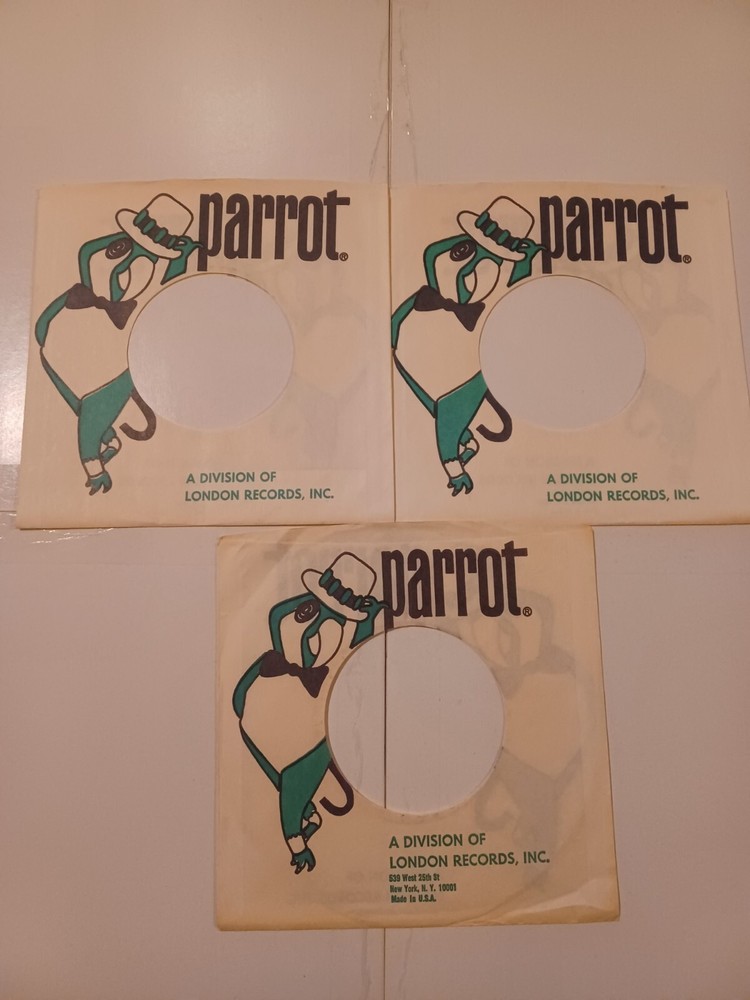 parrot®
A DIVISION OF
LONDON RECORDS, INC.
parrot®
A DIVISION OF
LONDON RECORDS, INC.
parrot®
A DIVISION OF
LONDON RECORDS, INC.
539 West 25th St
New York, N. Y. 10001
Made In U.S.A.